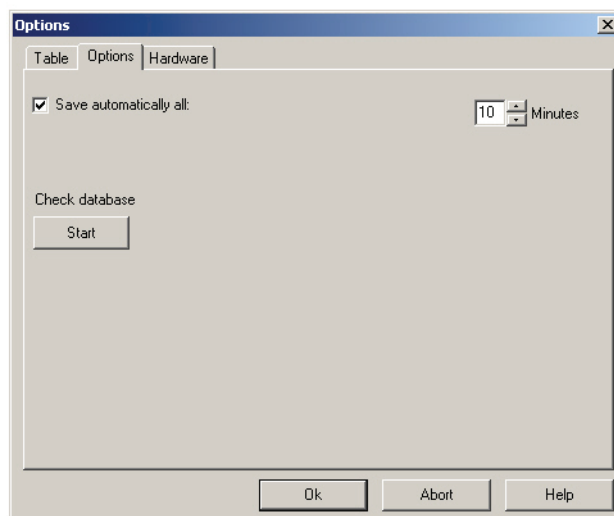 Options
Table Options Hardware
Save automatically all: 10 Minutes
Check database
Start
Ok Abort Help